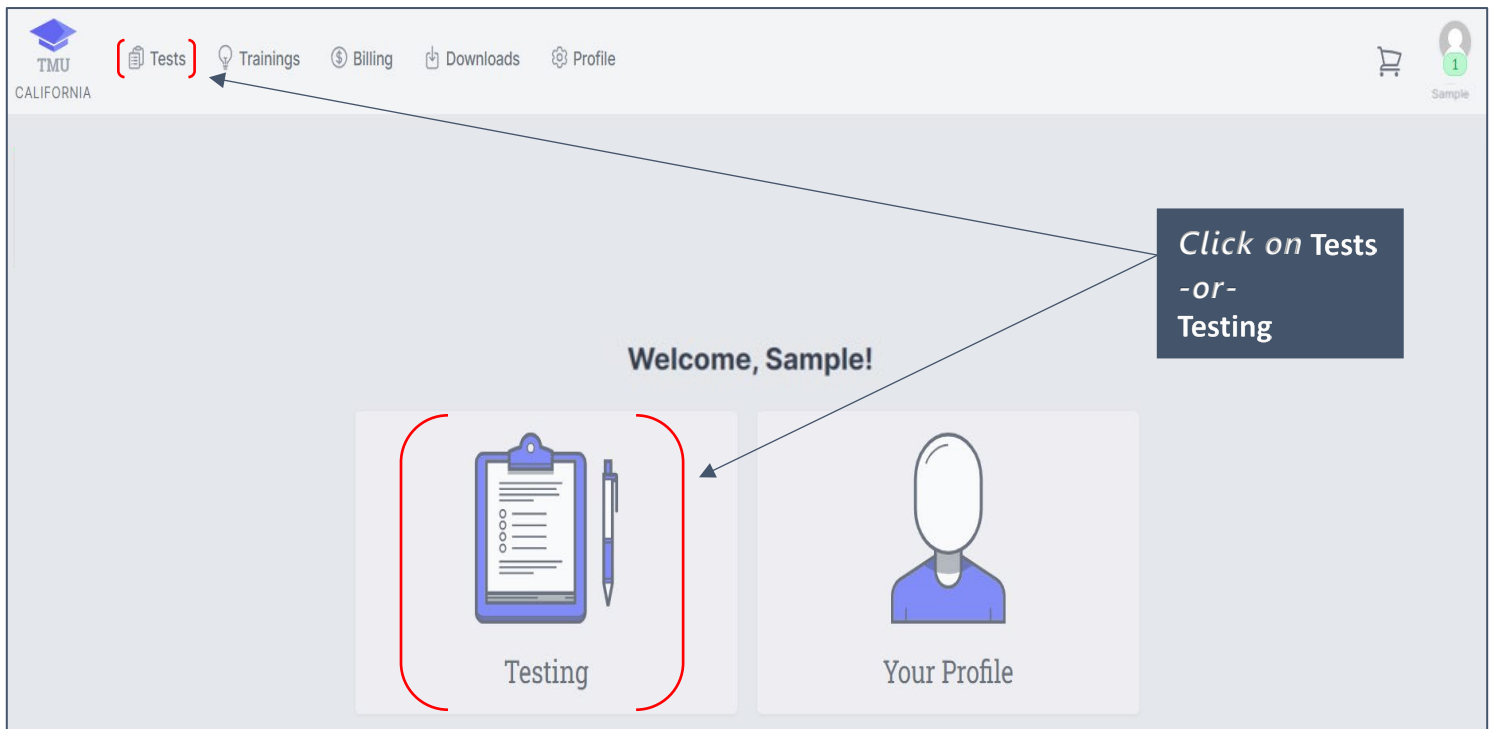 TMU
CALIFORNIA
Tests Trainings Billing Downloads Profile
1
Sample
Click on Tests
-or-
Testing
Welcome, Sample!
Testing
Your Profile